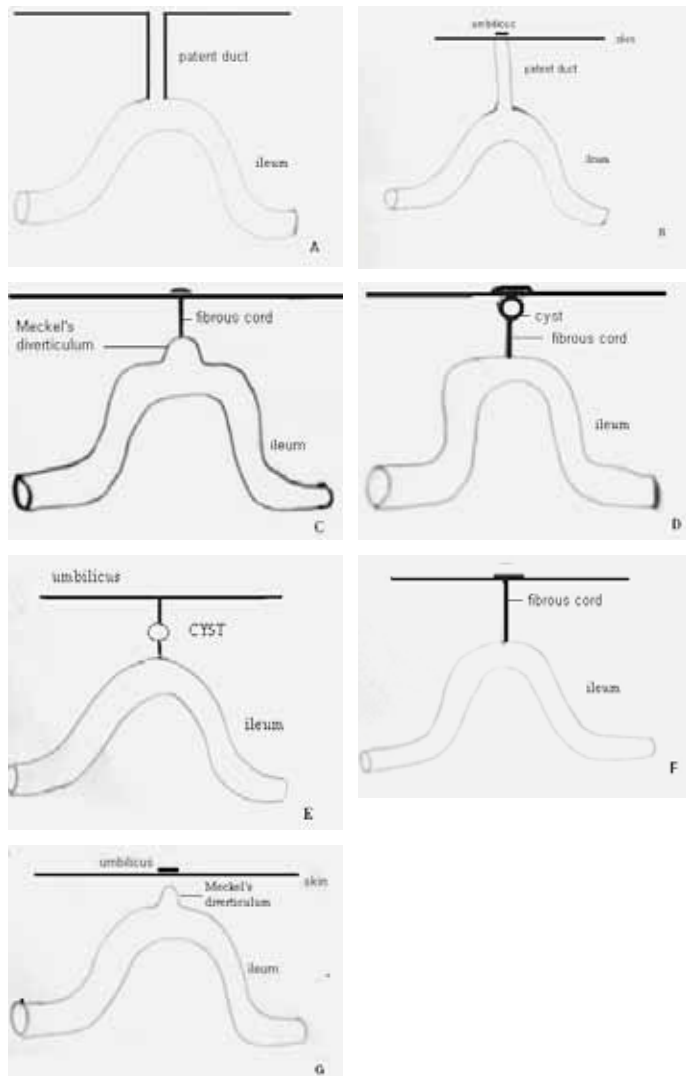 patent duct
ileum
A
umbilicus
skin
patent duct
ileum
B
fibrous cord
Meckel's
diverticulum
ileum
C
cyst
fibrous cord
ileum
D
umbilicus
CYST
ileum
E
fibrous cord
ileum
F
umbilicus
skin
Meckel's
diverticulum
ileum
G